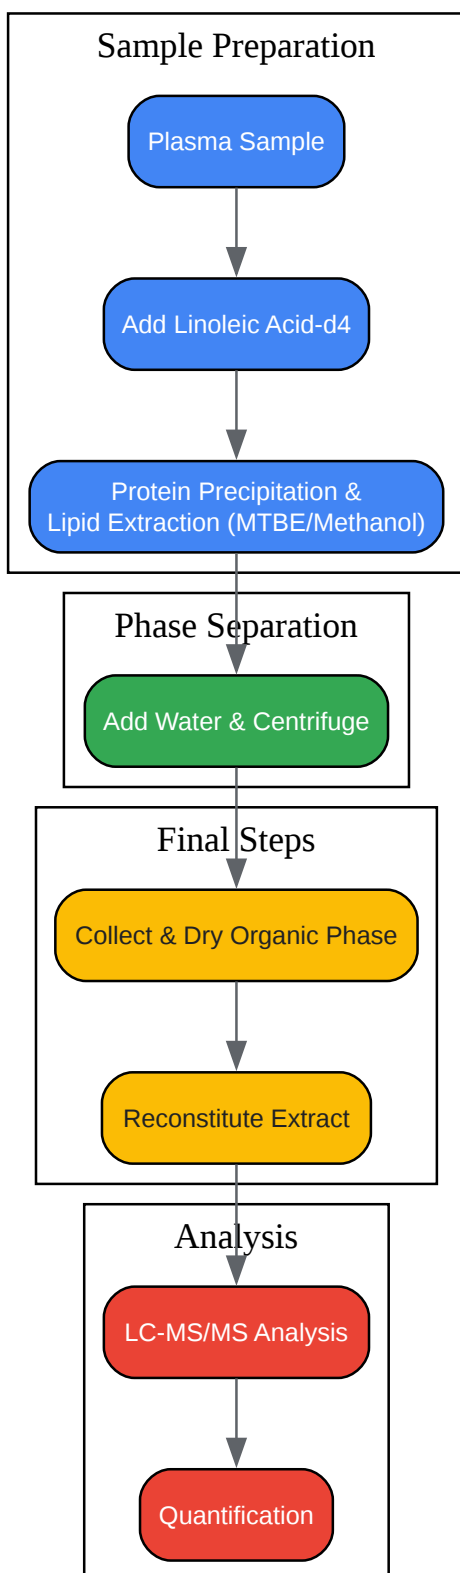 Sample Preparation
Plasma Sample
Add Linoleic Acid-d4
Protein Precipitation &
Lipid Extraction (MTBE/Methanol)
Phase Separation
Add Water & Centrifuge
Final Steps
Collect & Dry Organic Phase
Reconstitute Extract
Analysis
LC-MS/MS Analysis
Quantification